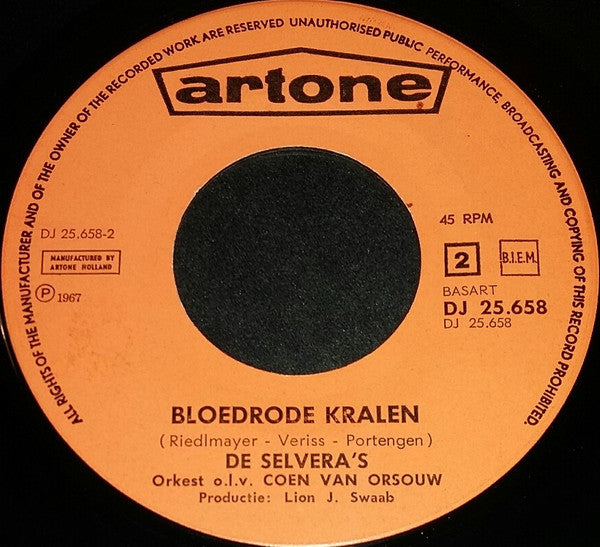 ALL RIGHTS OF THE MANUFACTURER AND OF THE OWNER OF THE RECORDED WORK ARE RESERVED UNAUTHORISED PUBLIC PERFORMANCE, BROADCASTING AND COPYING OF THIS RECORD PROHIBITED.
artone
DJ 25.658-2
MANUFACTURED BY
ARTONE HOLLAND
Ⓟ 1967
45 RPM
2 B.I.E.M.
BASART
DJ 25.658
DJ 25.658
BLOEDRODE KRALEN
(Riedlmayer - Veriss - Portengen)
DE SELVERA'S
Orkest o.l.v. COEN VAN ORSOUW
Productie: Lion J. Swaab